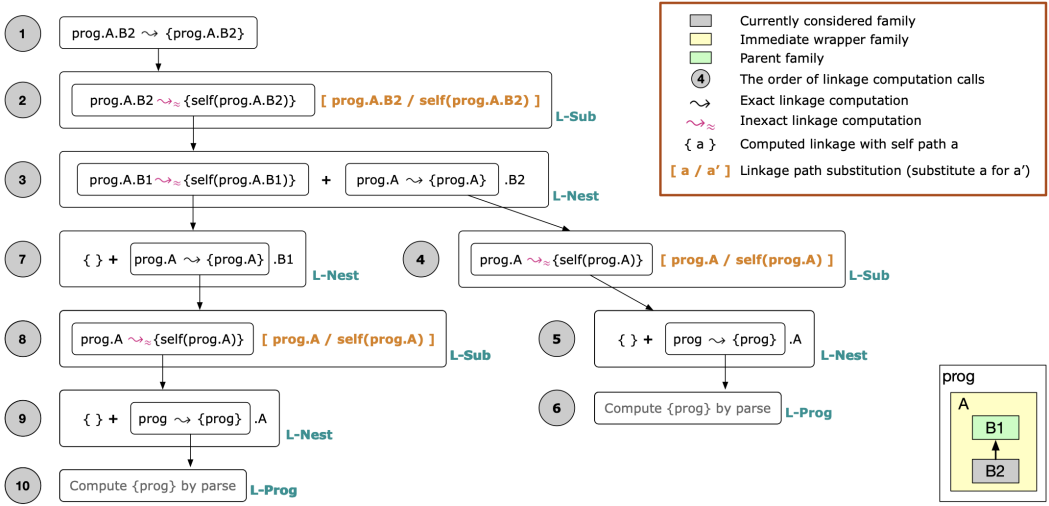 1
prog.A.B2 ⤳ {prog.A.B2}
2
prog.A.B2 ⤳≈ {self(prog.A.B2)} [ prog.A.B2 / self(prog.A.B2) ]
L-Sub
3
prog.A.B1 ⤳≈ {self(prog.A.B1)} + prog.A ⤳ {prog.A} .B2
L-Nest
7
{ } + prog.A ⤳ {prog.A} .B1
L-Nest
4
prog.A ⤳≈ {self(prog.A)} [ prog.A / self(prog.A) ]
L-Sub
8
prog.A ⤳≈ {self(prog.A)} [ prog.A / self(prog.A) ]
L-Sub
5
{ } + prog ⤳ {prog} .A
L-Nest
9
{ } + prog ⤳ {prog} .A
L-Nest
6
Compute {prog} by parse
L-Prog
10
Compute {prog} by parse
L-Prog
Currently considered family
Immediate wrapper family
Parent family
4 The order of linkage computation calls
⤳ Exact linkage computation
⤳≈ Inexact linkage computation
{ a } Computed linkage with self path a
[ a / a’ ] Linkage path substitution (substitute a for a’)
prog
A
B1
B2